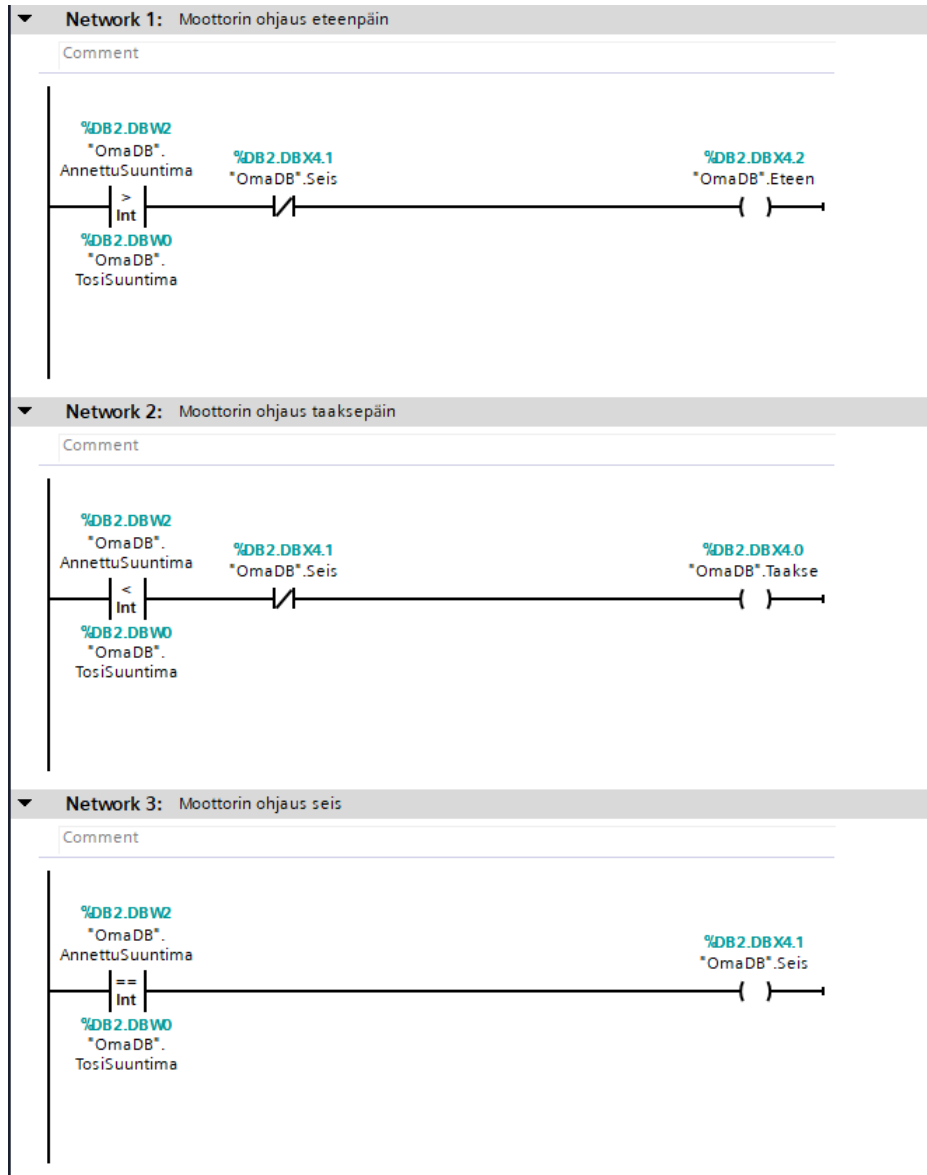 Network 1: Moottorin ohjaus eteenpäin
Comment
%DB2.DBW2
"OmaDB".
AnnettuSuuntima
%DB2.DBX4.1
"OmaDB".Seis
%DB2.DBX4.2
"OmaDB".Eteen
>
Int
%DB2.DBW0
"OmaDB".
TosiSuuntima
Network 2: Moottorin ohjaus taaksepäin
Comment
%DB2.DBW2
"OmaDB".
AnnettuSuuntima
%DB2.DBX4.1
"OmaDB".Seis
%DB2.DBX4.0
"OmaDB".Taakse
<
Int
%DB2.DBW0
"OmaDB".
TosiSuuntima
Network 3: Moottorin ohjaus seis
Comment
%DB2.DBW2
"OmaDB".
AnnettuSuuntima
%DB2.DBX4.1
"OmaDB".Seis
==
Int
%DB2.DBW0
"OmaDB".
TosiSuuntima